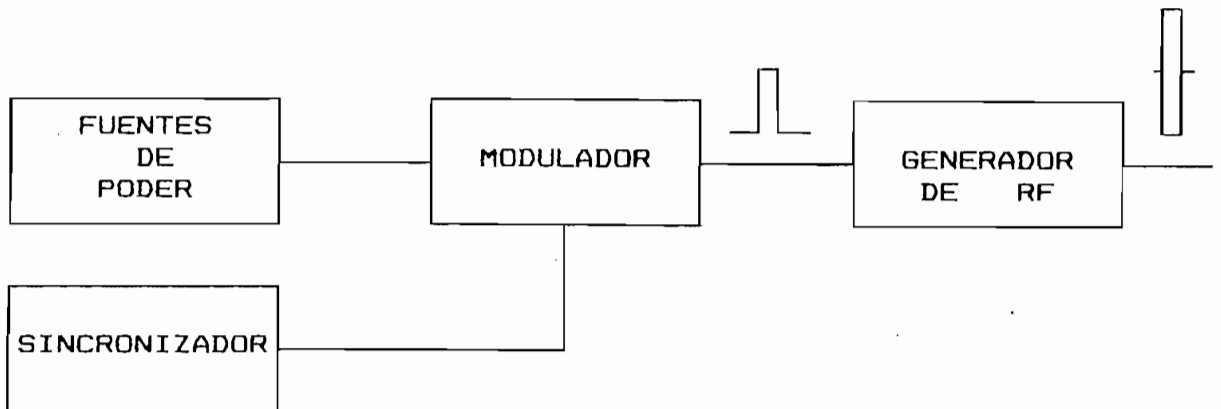 FUENTES
DE
PODER
MODULADOR
GENERADOR
DE RF
SINCRONIZADOR